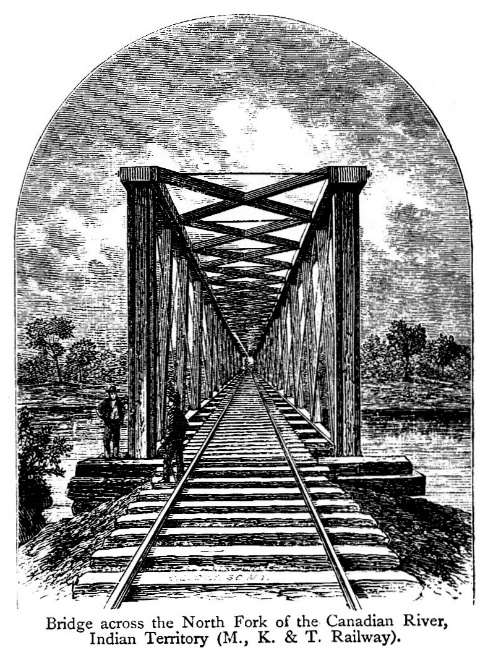 Bridge across the North Fork of the Canadian River,
Indian Territory (M., K. & T. Railway).